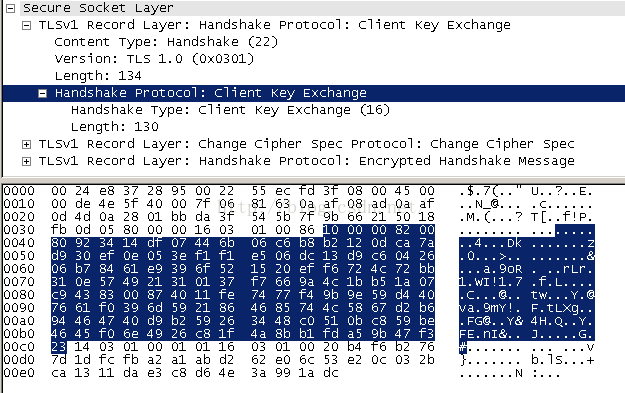 Secure Socket Layer
TLSv1 Record Layer: Handshake Protocol: Client Key Exchange
Content Type: Handshake (22)
Version: TLS 1.0 (0x0301)
Length: 134
Handshake Protocol: Client Key Exchange
Handshake Type: Client Key Exchange (16)
Length: 130
TLSv1 Record Layer: Change Cipher Spec Protocol: Change Cipher Spec
TLSv1 Record Layer: Handshake Protocol: Encrypted Handshake Message
0000 00 24 e8 37 28 95 00 22 55 ec fd 3f 08 00 45 00 .$.7(.." U..?..E.
0010 00 de 4e 5f 40 00 7f 06 81 63 0a af 08 ad 0a af ..N_@... .c......
0020 0d 4d 0a 28 01 bb da 3f 54 5b 7f 9b 66 21 50 18 .M.(...? T[..f!P.
0030 fb 0d 05 80 00 00 16 03 01 00 86 10 00 00 82 00 ........ ........
0040 80 92 34 14 df 07 44 6b 06 c6 b8 b2 12 0d ca 7a ..4...Dk .......z
0050 d9 30 ef 0e 05 3e f1 f1 e5 06 dc 13 d9 c6 04 26 .0...>.. .......&
0060 06 b7 84 61 e9 39 6f 52 15 20 ef f6 72 4c 72 bb ...a.9oR . ..rLr.
0070 31 0e 57 49 21 31 01 37 f7 66 9a 4c 1b b5 1a 07 1.WI!1.7 .f.L....
0080 c9 43 83 00 87 40 11 fe 74 77 f4 9b 9e 59 d4 40 .C...@.. tw...Y.@
0090 76 61 f0 39 6d 59 21 86 46 85 74 4c 58 67 d2 b6 va.9mY!. F.tLXg..
00a0 94 46 47 40 d9 b2 59 26 34 48 c0 51 0b c8 59 be .FG@..Y& 4H.Q..Y.
00b0 46 45 f0 6e 49 26 c8 1f 4a 8b b1 fd a5 9b 47 f3 FE.nI&.. J.....G.
00c0 23 14 03 01 00 01 01 16 03 01 00 20 b4 f6 b2 76 #....... ... ...v
00d0 7d 1d fc fb a2 a1 ab d2 62 e0 6c 53 e2 0c 03 2b }....... b.lS...+
00e0 ca 13 11 da e3 c8 d6 4e 3a 99 1a dc .......N :...